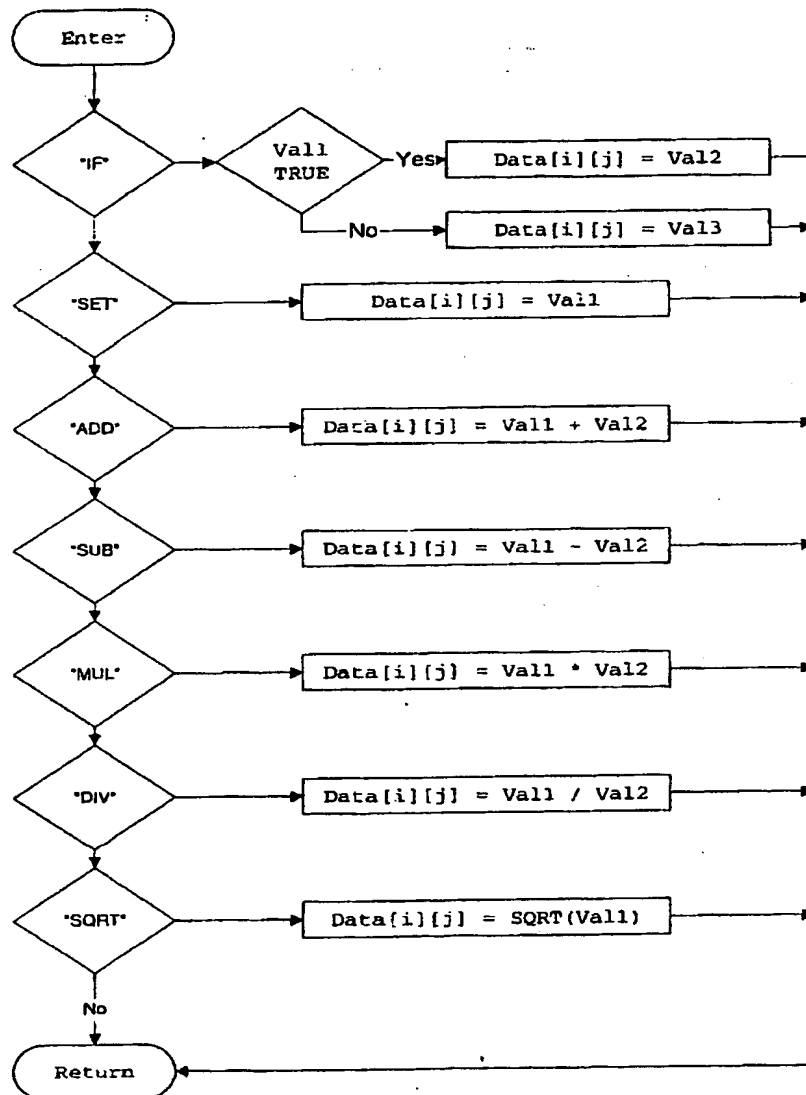 Enter
"IF"
Val1
TRUE
Yes
Data[i][j] = Val2
No
Data[i][j] = Val3
"SET"
Data[i][j] = Val1
"ADD"
Data[i][j] = Val1 + Val2
"SUB"
Data[i][j] = Val1 - Val2
"MUL"
Data[i][j] = Val1 * Val2
"DIV"
Data[i][j] = Val1 / Val2
"SQRT"
Data[i][j] = SQRT(Val1)
No
Return